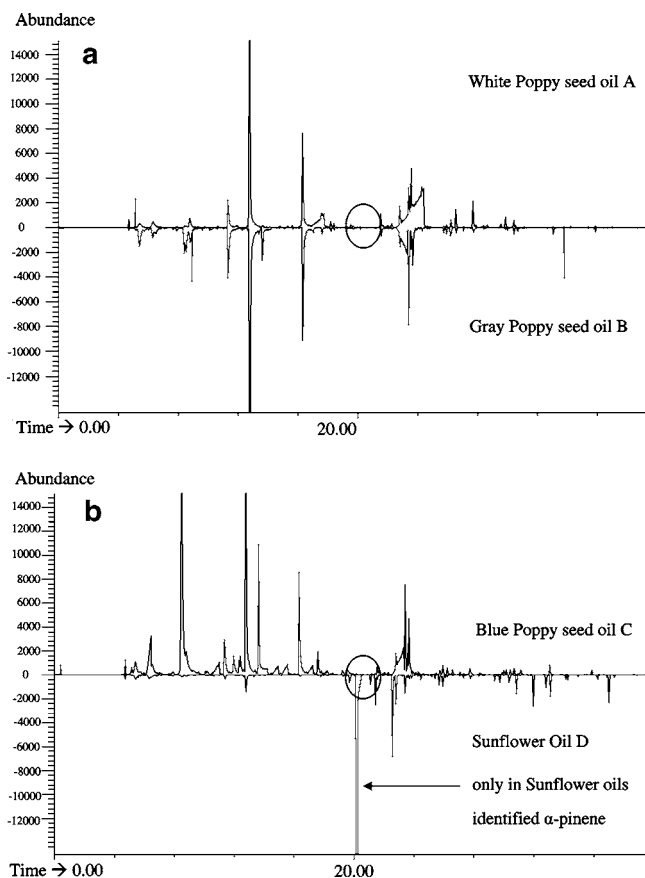 Abundance
a
14000
12000
10000
8000
6000
4000
2000
0
-2000
-4000
-6000
-8000
-10000
-12000
White Poppy seed oil A
Gray Poppy seed oil B
Time → 0.00 20.00
Abundance
b
14000
12000
10000
8000
6000
4000
2000
0
-2000
-4000
-6000
-8000
-10000
-12000
Blue Poppy seed oil C
Sunflower Oil D
only in Sunflower oils
identified α-pinene
Time → 0.00 20.00